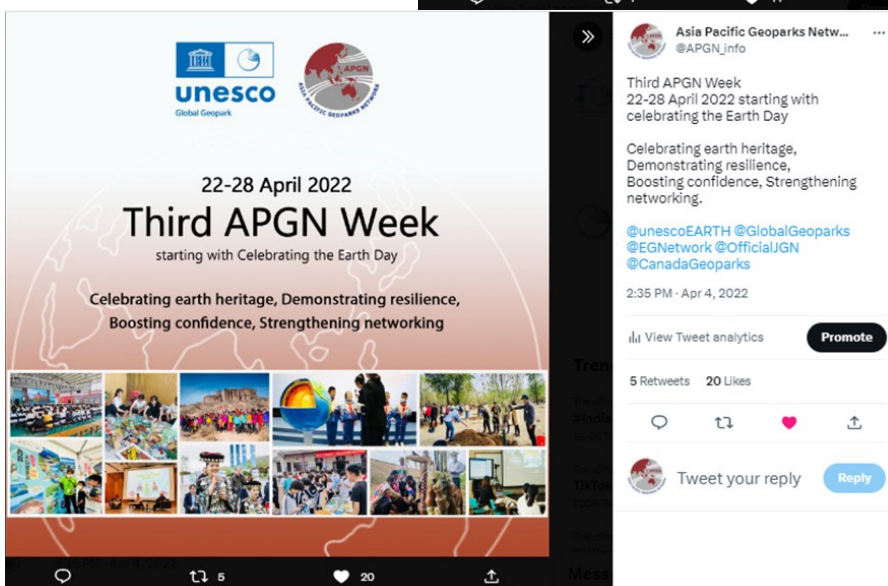 unesco
Global Geopark
APGN
ASIA PACIFIC GEOPARKS NETWORK
22-28 April 2022
Third APGN Week
starting with Celebrating the Earth Day
Celebrating earth heritage, Demonstrating resilience,
Boosting confidence, Strengthening networking
5
20
Asia Pacific Geoparks Netw...
@APGN_info
Third APGN Week
22-28 April 2022 starting with
celebrating the Earth Day
Celebrating earth heritage,
Demonstrating resilience,
Boosting confidence, Strengthening
networking.
@unescoEARTH @GlobalGeoparks
@EGNetwork @OfficialJGN
@CanadaGeoparks
2:35 PM · Apr 4, 2022
View Tweet analytics
Promote
5 Retweets 20 Likes
Tweet your reply
Reply